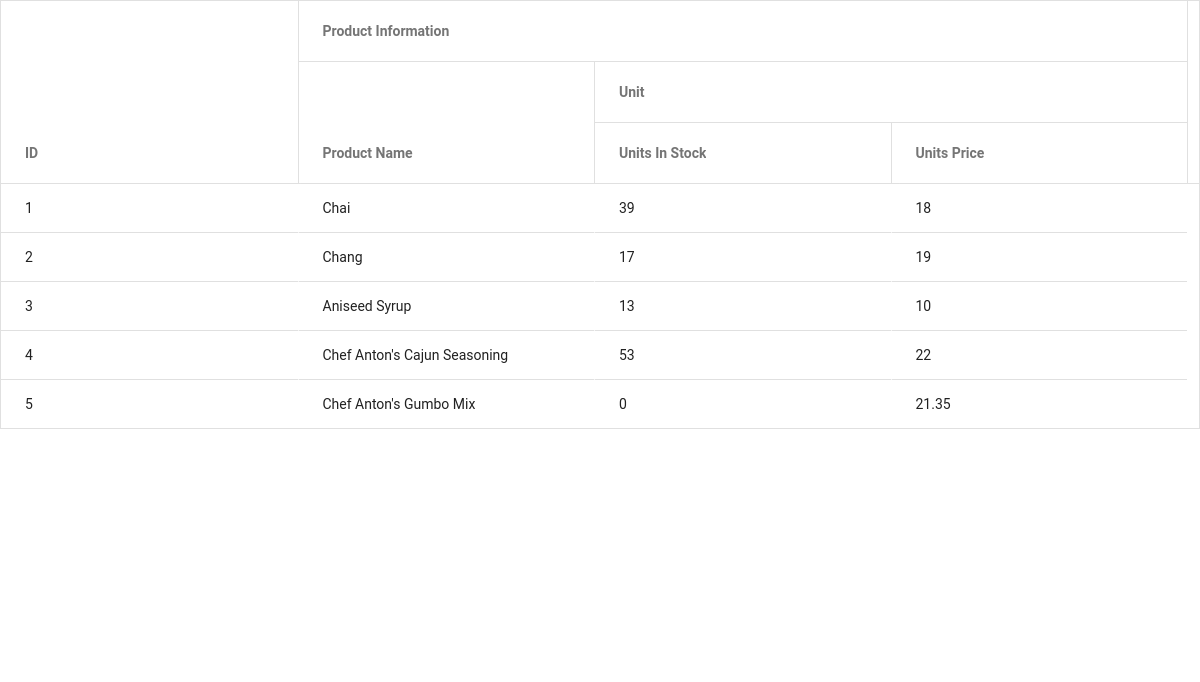 Product Information
Unit
ID Product Name Units In Stock Units Price
1 Chai 39 18
2 Chang 17 19
3 Aniseed Syrup 13 10
4 Chef Anton's Cajun Seasoning 53 22
5 Chef Anton's Gumbo Mix 0 21.35